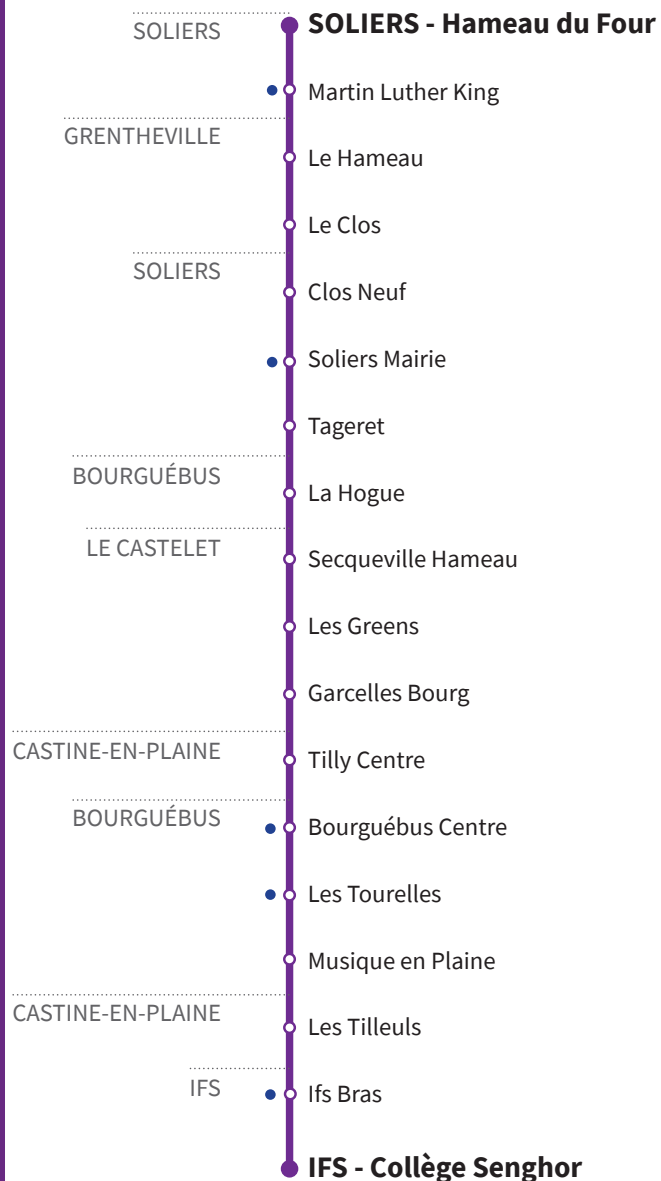 SOLIERS
SOLIERS - Hameau du Four
Martin Luther King
GRENTHEVILLE
Le Hameau
Le Clos
SOLIERS
Clos Neuf
Soliers Mairie
Tageret
BOURGUÉBUS
La Hogue
LE CASTELET
Secqueville Hameau
Les Greens
Garcelles Bourg
CASTINE-EN-PLAINE
Tilly Centre
BOURGUÉBUS
Bourguébus Centre
Les Tourelles
Musique en Plaine
CASTINE-EN-PLAINE
Les Tilleuls
IFS
Ifs Bras
IFS - Collège Senghor